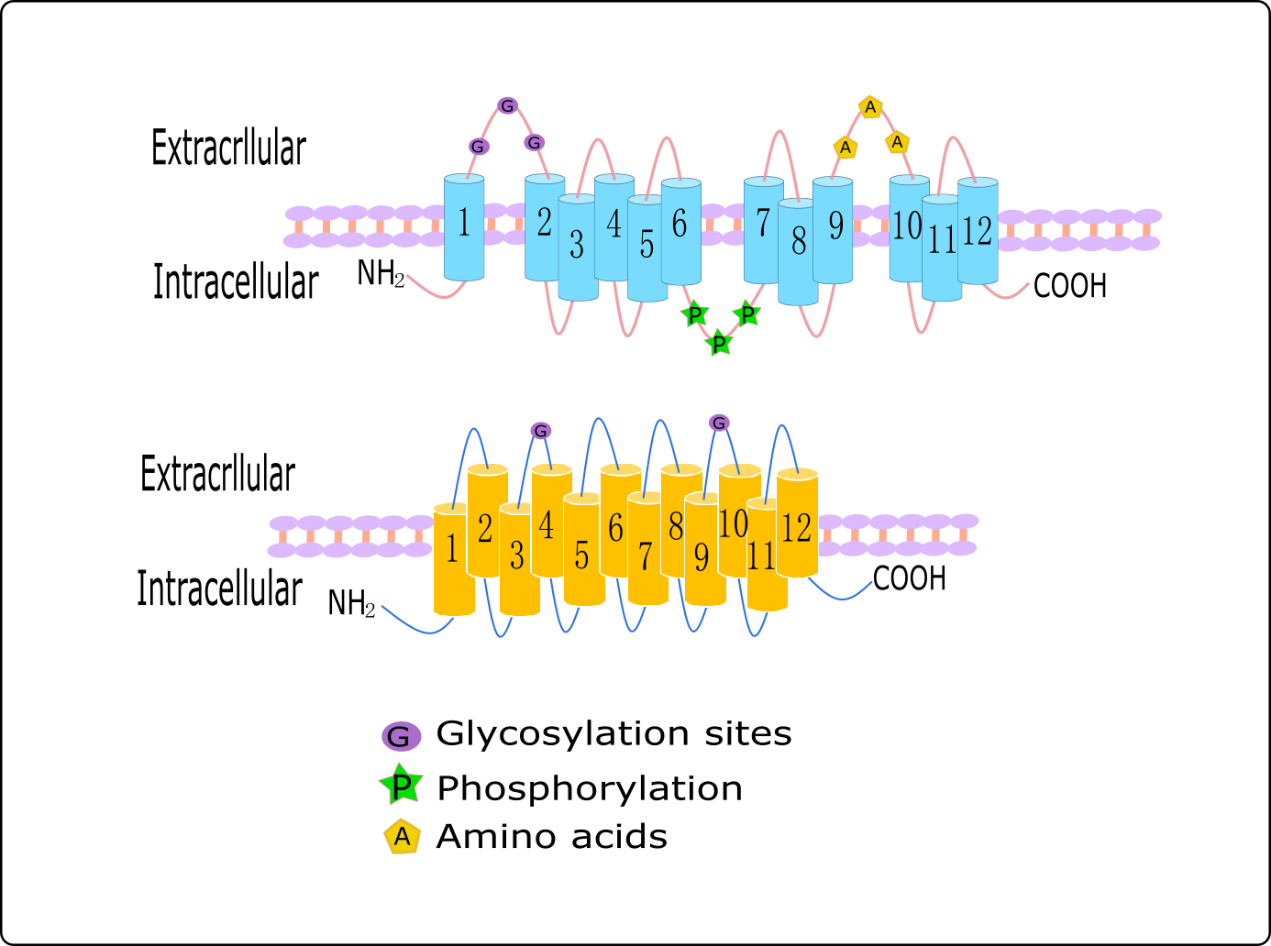 G
G G
A
A A
Extracrllular
1 2 3 4 5 6 7 8 9 10 11 12
Intracellular
NH2
COOH
P P
P
G G
Extracrllular
1 2 3 4 5 6 7 8 9 10 11 12
Intracellular
NH2
COOH
G Glycosylation sites
P Phosphorylation
A Amino acids